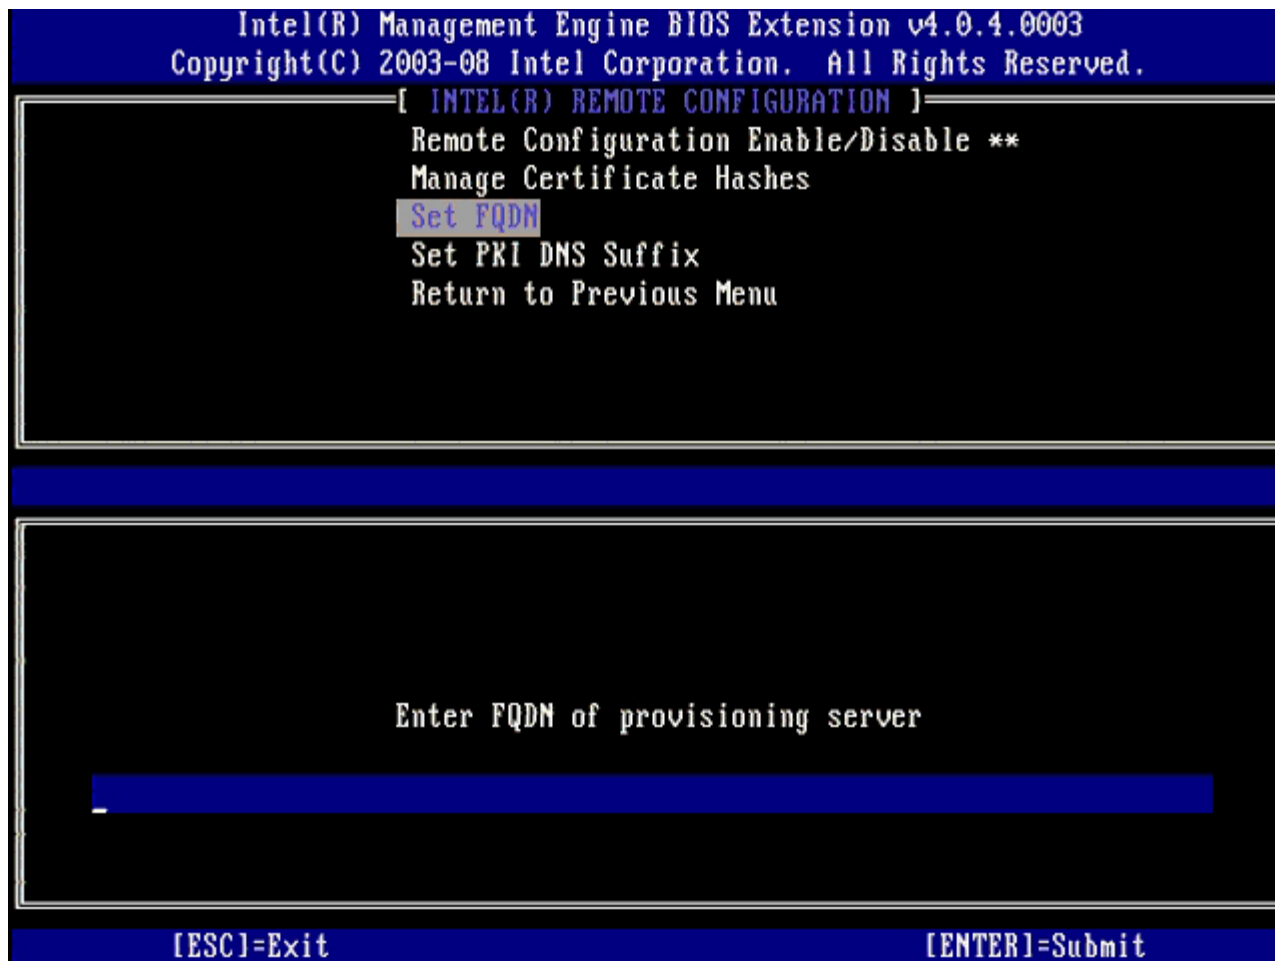 Intel(R) Management Engine BIOS Extension v4.0.4.0003
Copyright(C) 2003-08 Intel Corporation. All Rights Reserved.
[ INTEL(R) REMOTE CONFIGURATION ]
Remote Configuration Enable/Disable **
Manage Certificate Hashes
Set FQDN
Set PKI DNS Suffix
Return to Previous Menu
Enter FQDN of provisioning server
[ESC]=Exit [ENTER]=Submit